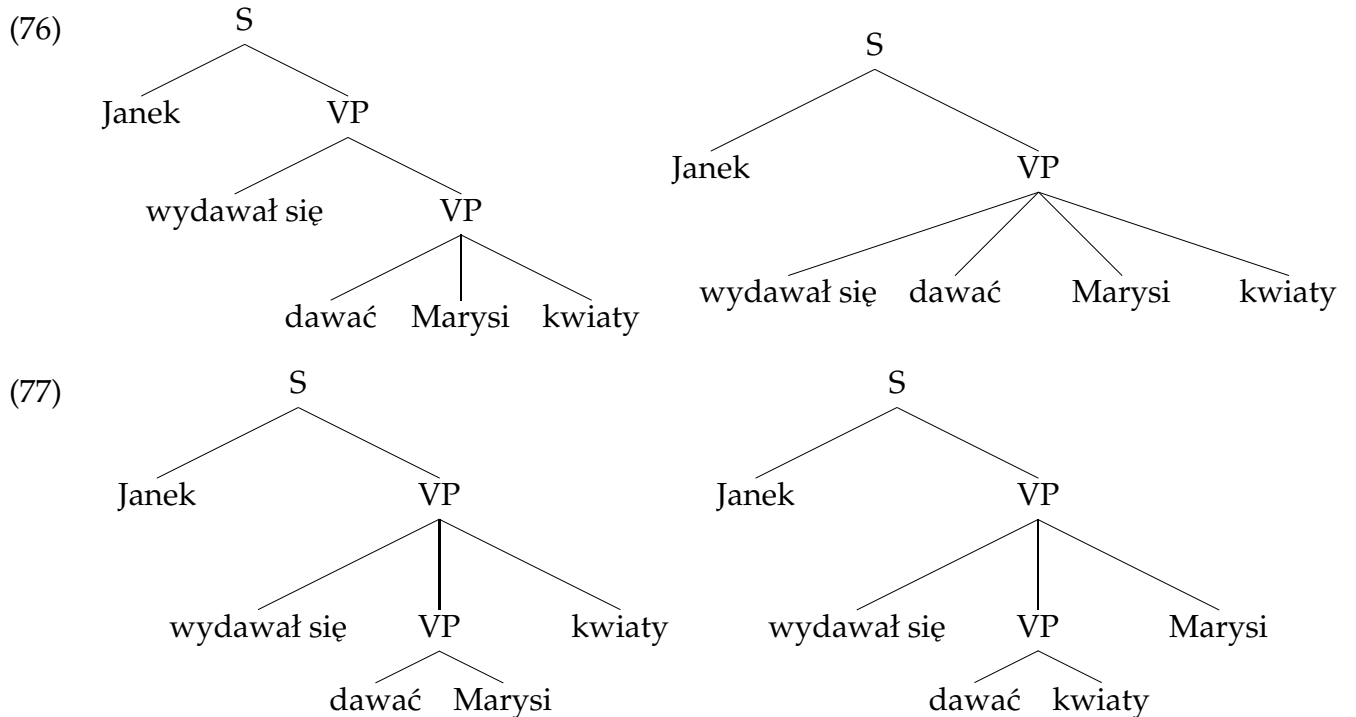 (76)
S
Janek VP
wydawał się VP
dawać Marysi kwiaty
S
Janek VP
wydawał się dawać Marysi kwiaty
(77)
S
Janek VP
wydawał się VP kwiaty
dawać Marysi
S
Janek VP
wydawał się VP Marysi
dawać kwiaty